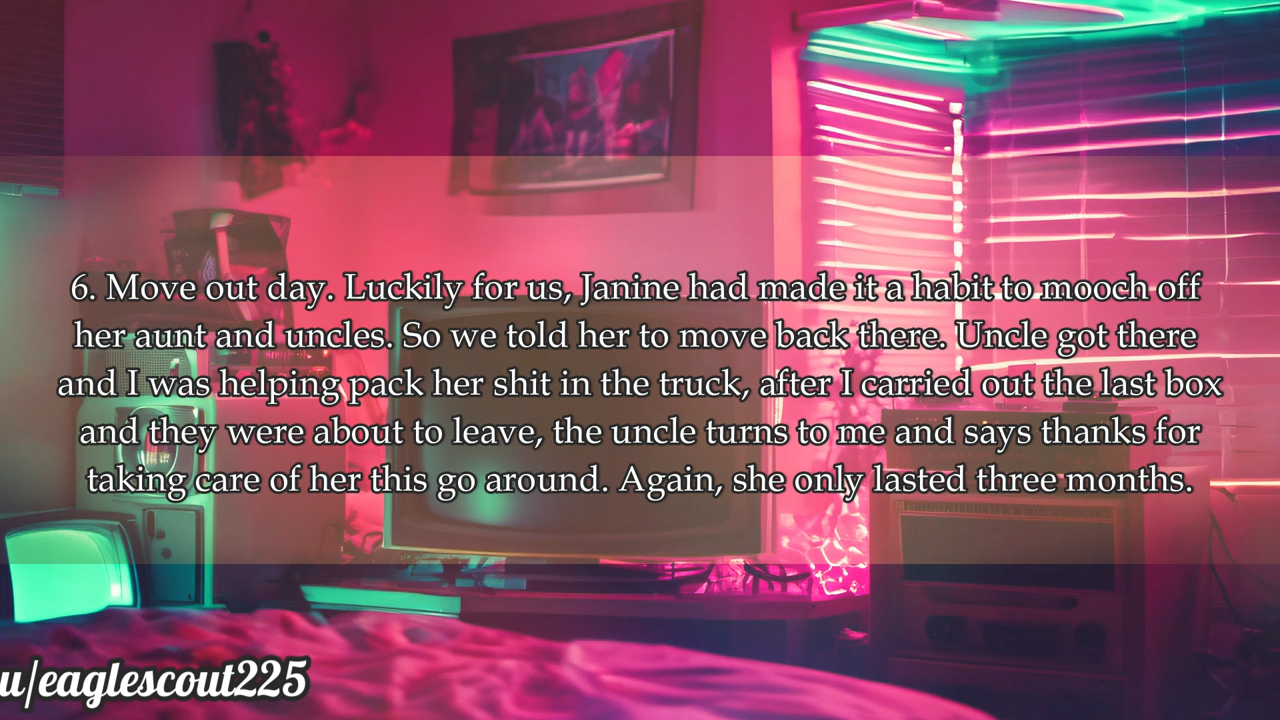 6. Move out day. Luckily for us, Janine had made it a habit to mooch off
her aunt and uncles. So we told her to move back there. Uncle got there
and I was helping pack her shit in the truck, after I carried out the last box
and they were about to leave, the uncle turns to me and says thanks for
taking care of her this go around. Again, she only lasted three months.
u/eaglescout225